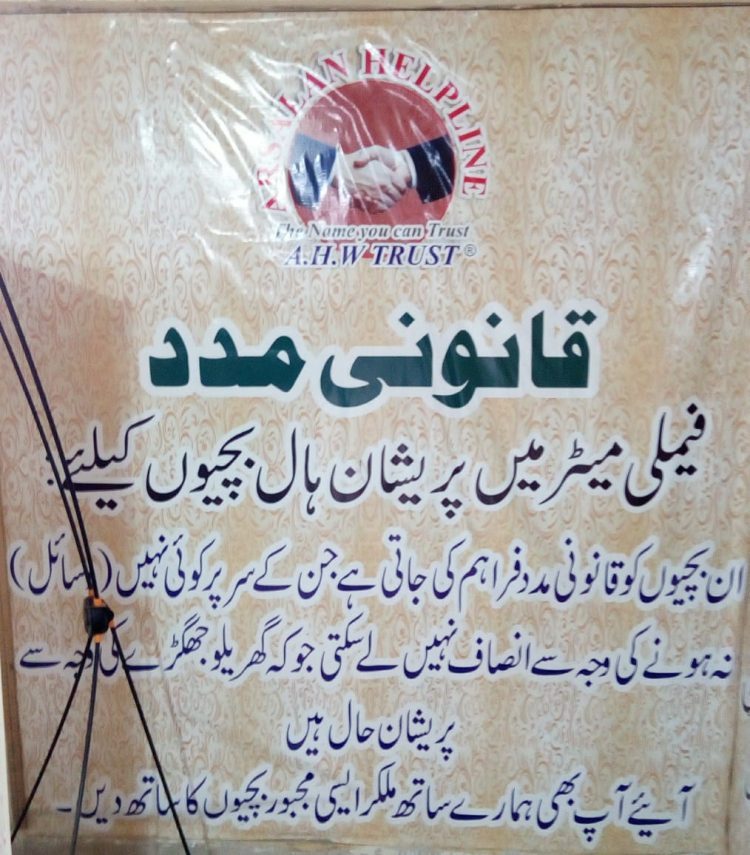 ARSALAN HELPLINE
The Name you can Trust
A.H.W TRUST ®
قانونی مدد
فیملی میٹر میں پریشان ہال بچیوں کیلئے:
ان بچیوں کو قانونی مدد فراہم کی جاتی ہے جن کے سر پر کوئی نہیں (وسائل)
نہ ہونے کی وجہ سے انصاف نہیں لے سکتی جو کہ گھریلو جھگڑے کی وجہ سے
پریشان حال ہیں
آئیے آپ بھی ہمارے ساتھ ملکر ایسی مجبور بچیوں کا ساتھ دیں۔